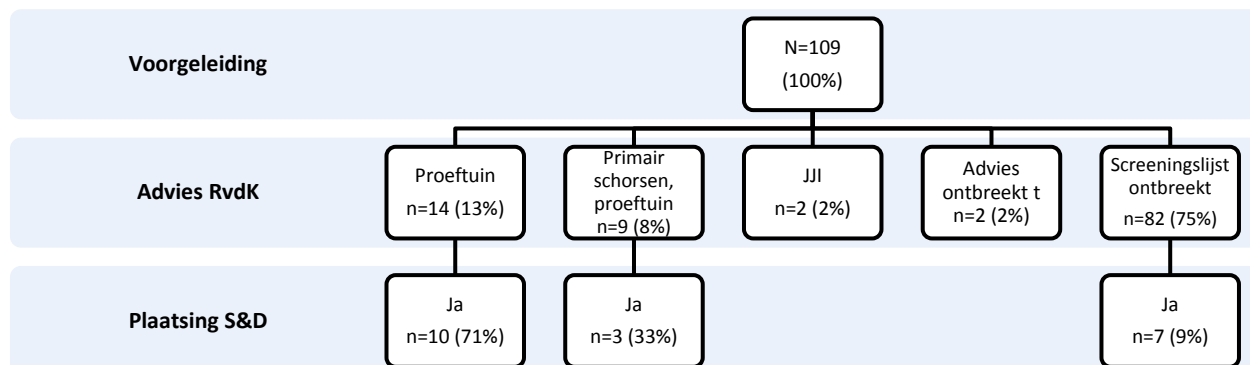 Voorgeleiding
N=109
(100%)
Advies RvdK
Proeftuin
n=14 (13%)
Primair
schorsen,
proeftuin
n=9 (8%)
JJI
n=2 (2%)
Advies
ontbreekt t
n=2 (2%)
Screeningslijst
ontbreekt
n=82 (75%)
Plaatsing S&D
Ja
n=10 (71%)
Ja
n=3 (33%)
Ja
n=7 (9%)